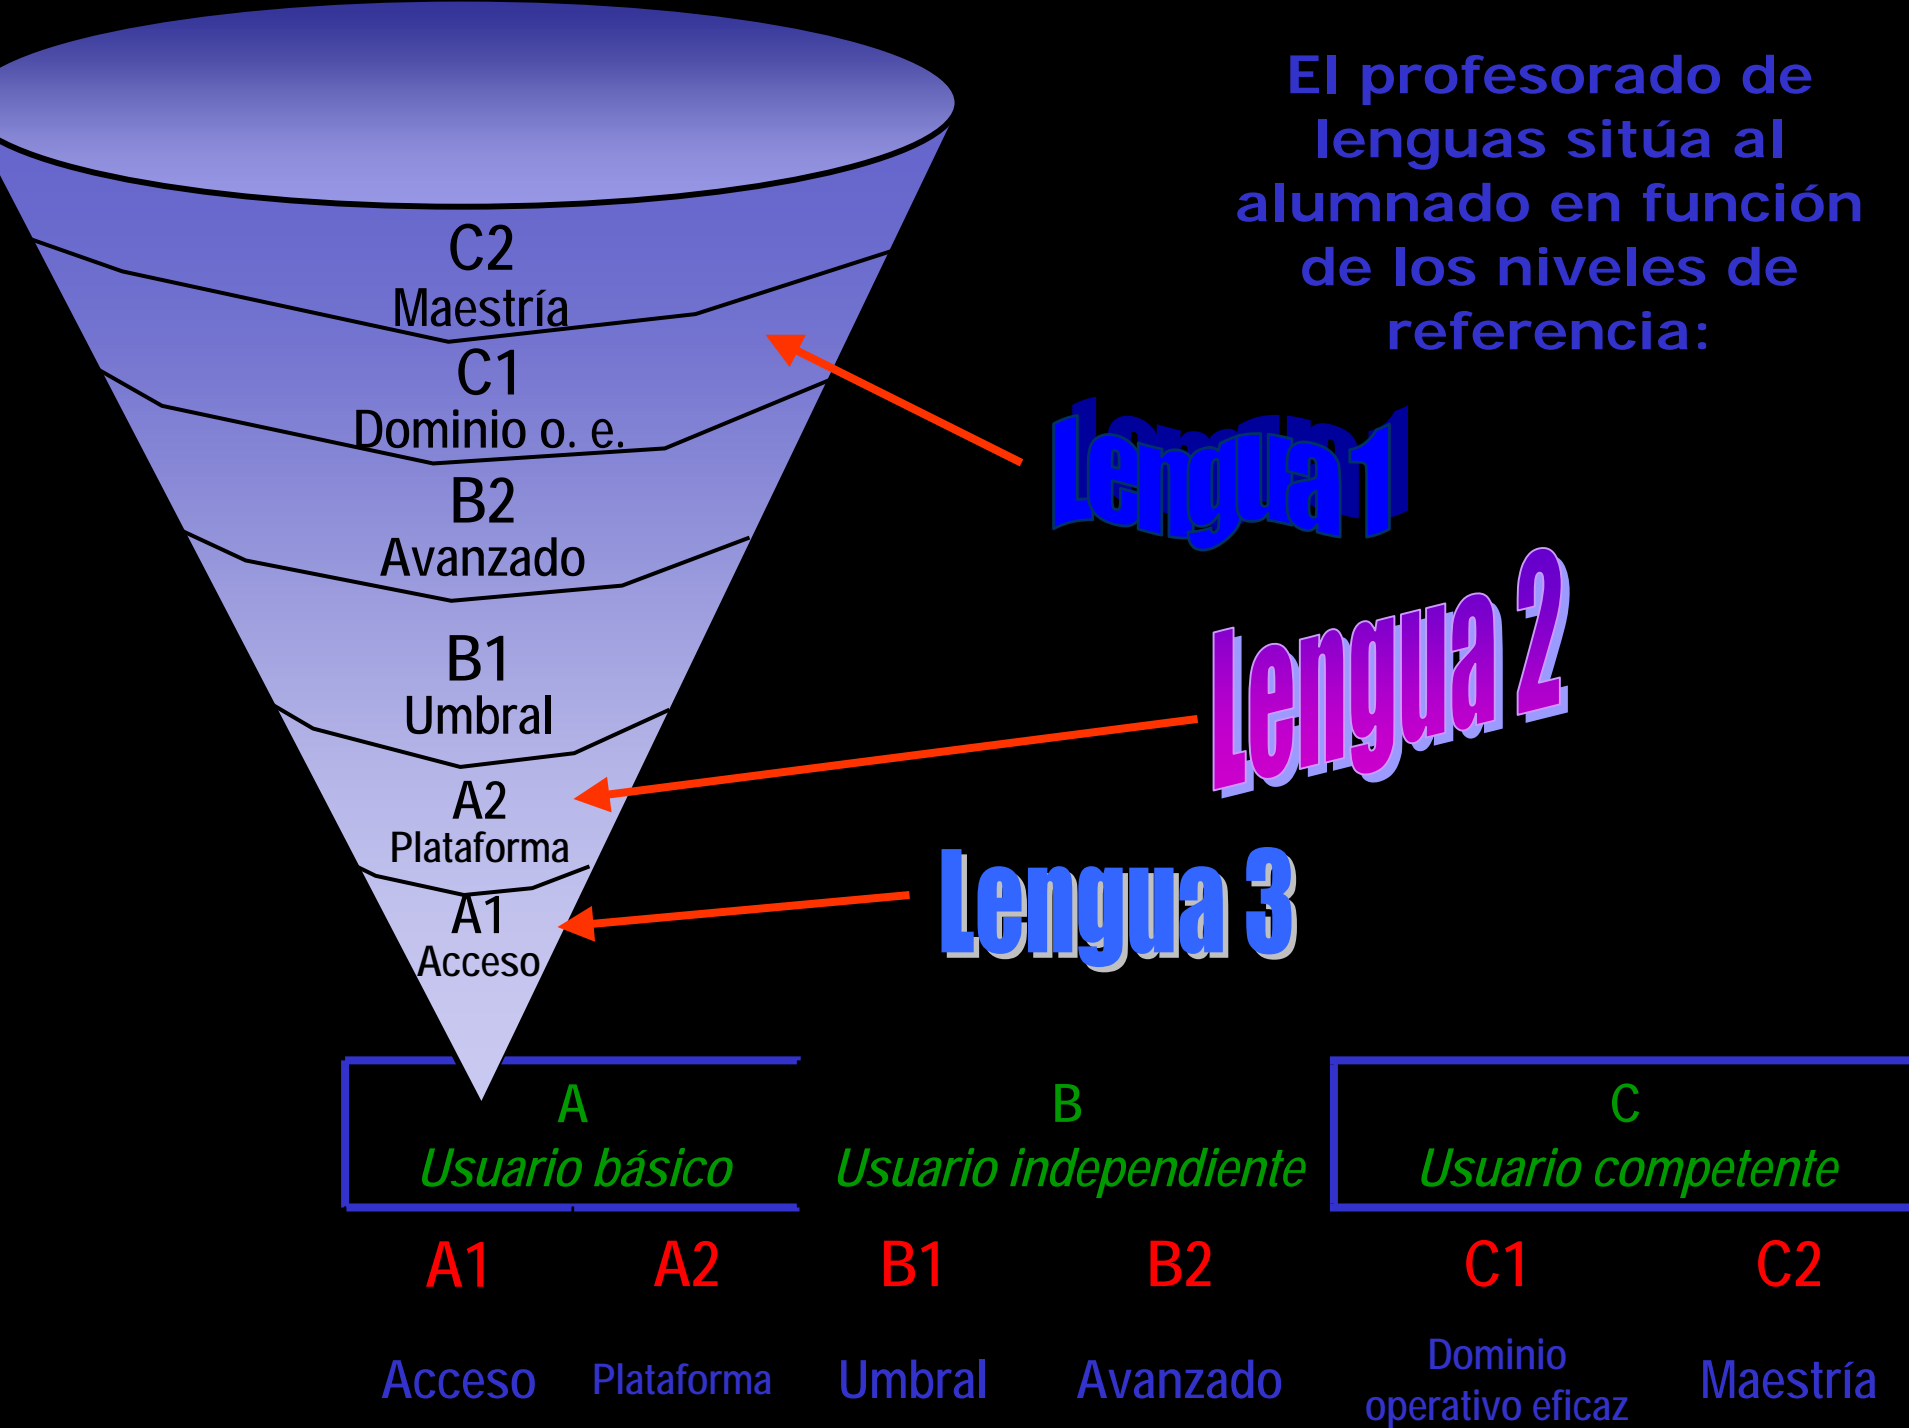 El profesorado de
lenguas sitúa al
alumnado en función
de los niveles de
referencia:
C2
Maestría
C1
Dominio o. e.
B2
Avanzado
B1
Umbral
A2
Plataforma
A1
Acceso
Lengua 1
Lengua 2
Lengua 3
A B C
Usuario básico Usuario independiente Usuario competente
A1 A2 B1 B2 C1 C2
Acceso Plataforma Umbral Avanzado Dominio Maestría
operativo eficaz